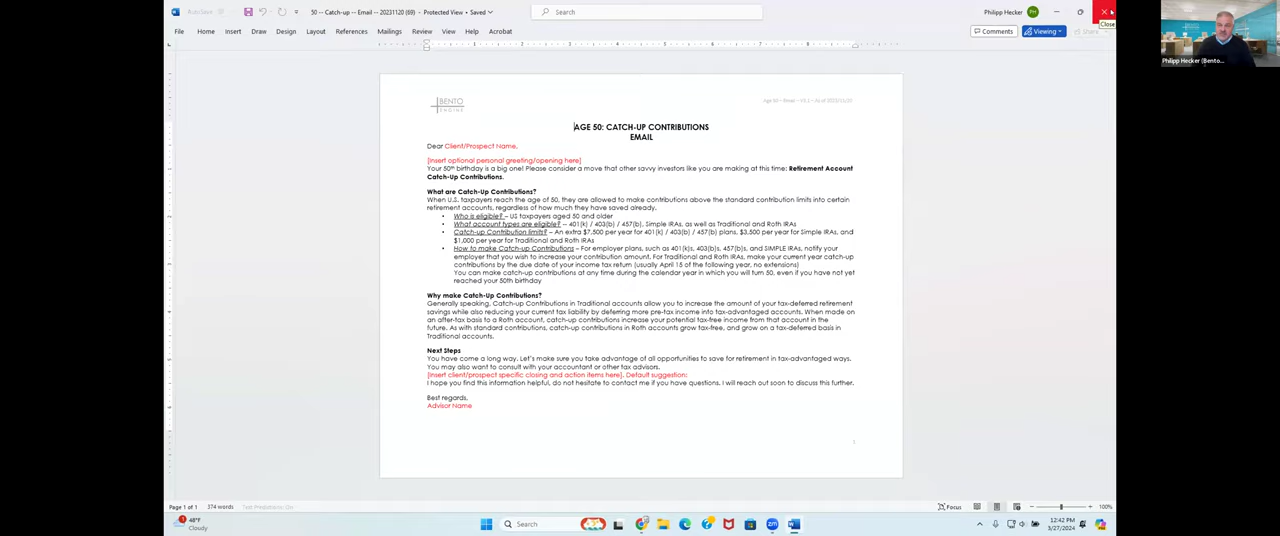 AutoSave
50 -- Catch-up -- Email -- 20231120 (69) • Protected View • Saved
Search
Philipp Hecker
PH
Close
File
Home
Insert
Draw
Design
Layout
References
Mailings
Review
View
Help
Acrobat
Comments
Viewing
Share
Philipp Hecker (Bento...
BENTO
ENGINE
AGE 50: CATCH-UP CONTRIBUTIONS
EMAIL
Dear Client/Prospect Name,
[Insert optional personal greeting/opening here]
Your 50th birthday is a big one! Please consider a move that other savvy investors like you are making at this time: Retirement Account
Catch-Up Contributions.
What are Catch-Up Contributions?
When U.S. taxpayers reach the age of 50, they are allowed to make contributions above the standard contribution limits into certain
retirement accounts, regardless of how much they have saved already.
• Who is eligible? – US taxpayers aged 50 and older
• What account types are eligible? -- 401(k) / 403(b) / 457(b), Simple IRAs, as well as Traditional and Roth IRAs
• Catch-up Contribution limits? – An extra $7,500 per year for 401(k) / 403(b) / 457(b) plans, $3,500 per year for Simple IRAs, and
$1,000 per year for Traditional and Roth IRAs
• How to make Catch-up Contributions – For employer plans, such as 401(k)s, 403(b)s, 457(b)s, and SIMPLE IRAs, notify your
employer that you wish to increase your contribution amount. For Traditional and Roth IRAs, make your current year catch-up
contributions by the due date of your income tax return (usually April 15 of the following year, no extensions)
You can make catch-up contributions at any time during the calendar year in which you will turn 50, even if you have not yet
reached your 50th birthday
Why make Catch-Up Contributions?
Generally speaking, Catch-up Contributions in Traditional accounts allow you to increase the amount of your tax-deferred retirement
savings while also reducing your current tax liability by deferring more pre-tax income into tax-advantaged accounts. When made on
an after-tax basis to a Roth account, catch-up contributions increase your potential tax-free income from that account in the
future. As with standard contributions, catch-up contributions in Roth accounts grow tax-free, and grow on a tax-deferred basis in
Traditional accounts.
Next Steps
You have come a long way. Let's make sure you take advantage of all opportunities to save for retirement in tax-advantaged ways.
You may also want to consult with your accountant or other tax advisors.
[Insert client/prospect specific closing and action items here]. Default suggestion:
I hope you find this information helpful, do not hesitate to contact me if you have questions. I will reach out soon to discuss this further.
Best regards,
Advisor Name
1
Page 1 of 1
374 words
Focus
100%
48°F
Cloudy
Search
12:42 PM
3/27/2024